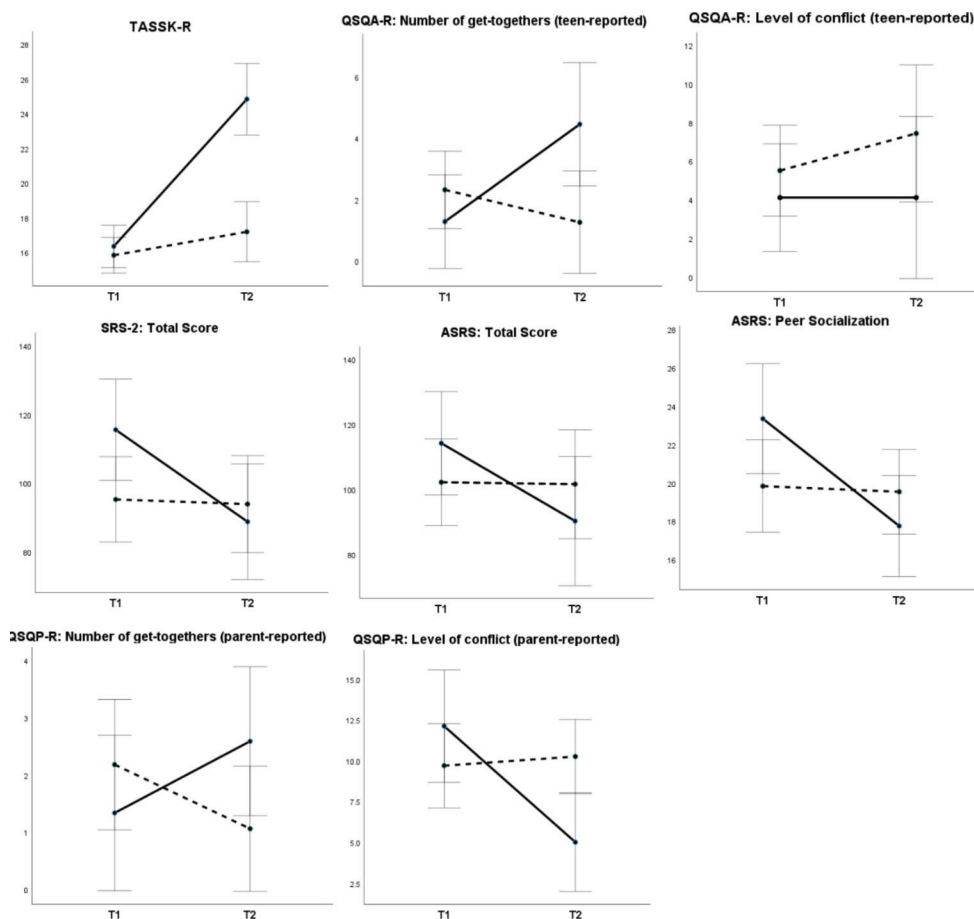 TASSK-R
28
26
24
22
20
18
16
T1 T2
QSQA-R: Number of get-togethers (teen-reported)
6
4
2
0
T1 T2
QSQA-R: Level of conflict (teen-reported)
12
10
8
6
4
2
0
T1 T2
SRS-2: Total Score
140
120
100
80
T1 T2
ASRS: Total Score
140
120
100
80
T1 T2
ASRS: Peer Socialization
28
26
24
22
20
18
16
T1 T2
QSQP-R: Number of get-togethers (parent-reported)
4
3
2
1
0
T1 T2
QSQP-R: Level of conflict (parent-reported)
15.0
12.5
10.0
7.5
5.0
2.5
T1 T2